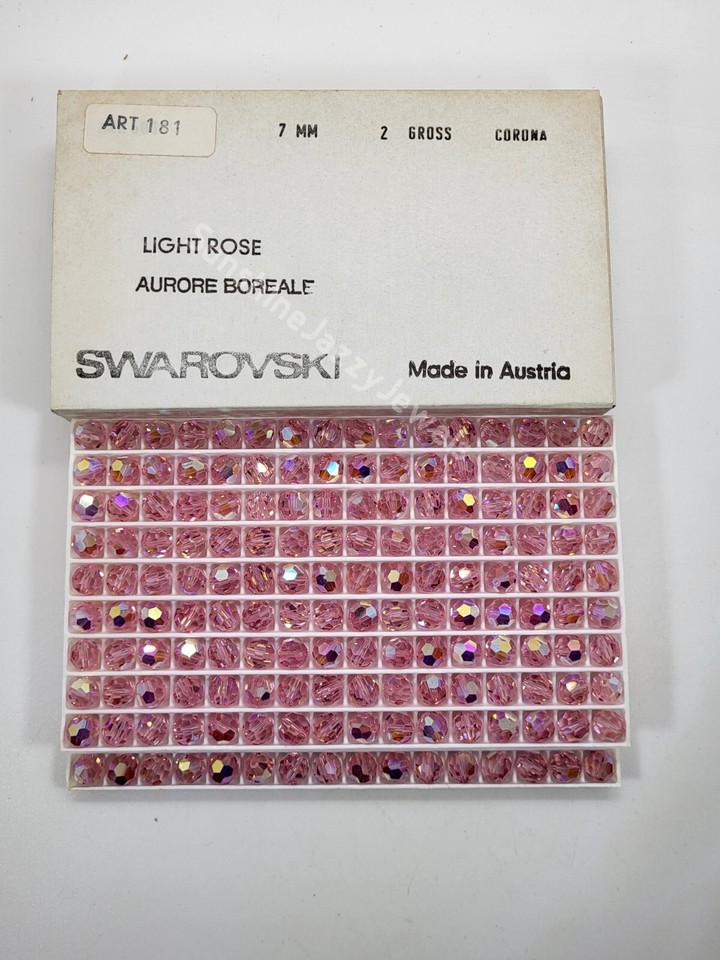 ART 181
7 MM 2 GROSS CORONA
LIGHT ROSE
AURORE BOREALE
SWAROVSKI
Made in Austria